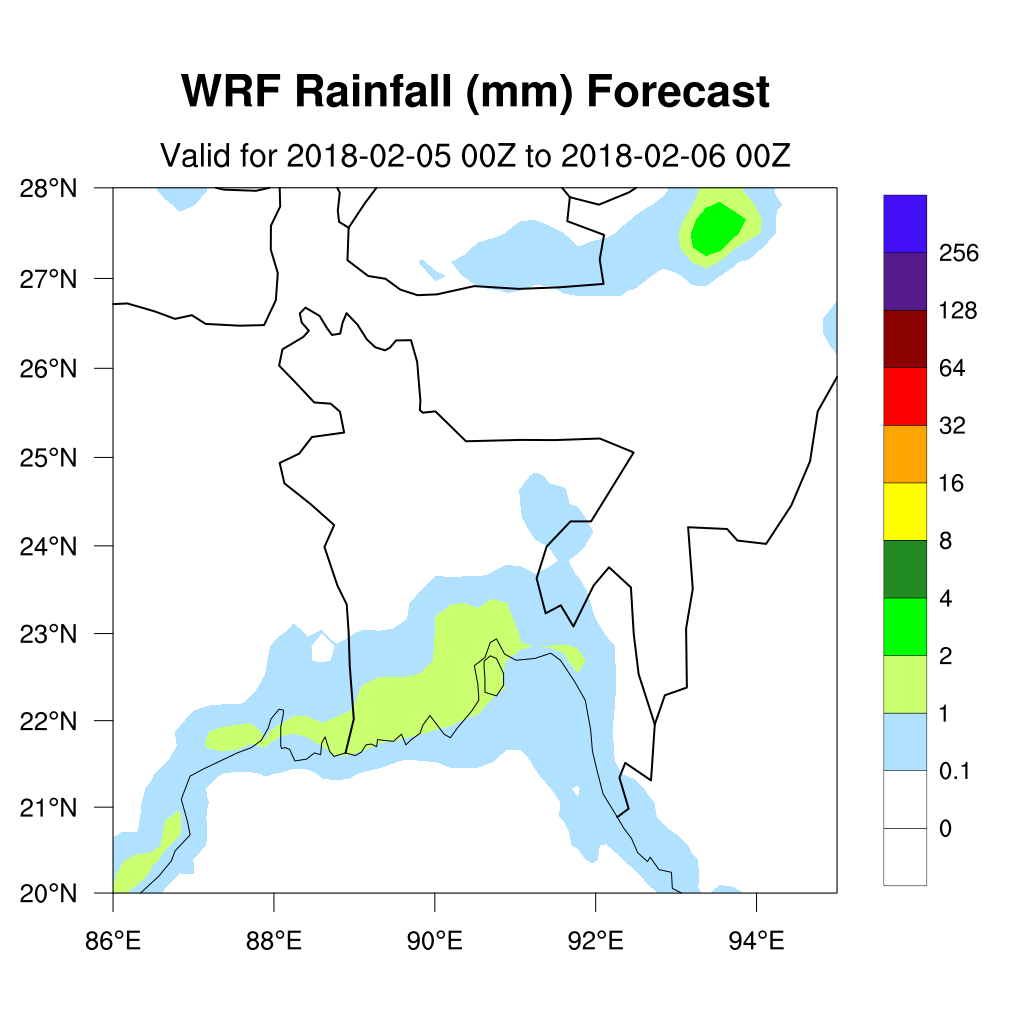 WRF Rainfall (mm) Forecast
Valid for 2018-02-05 00Z to 2018-02-06 00Z
28°N
27°N
26°N
25°N
24°N
23°N
22°N
21°N
20°N
86°E 88°E 90°E 92°E 94°E
256
128
64
32
16
8
4
2
1
0.1
0